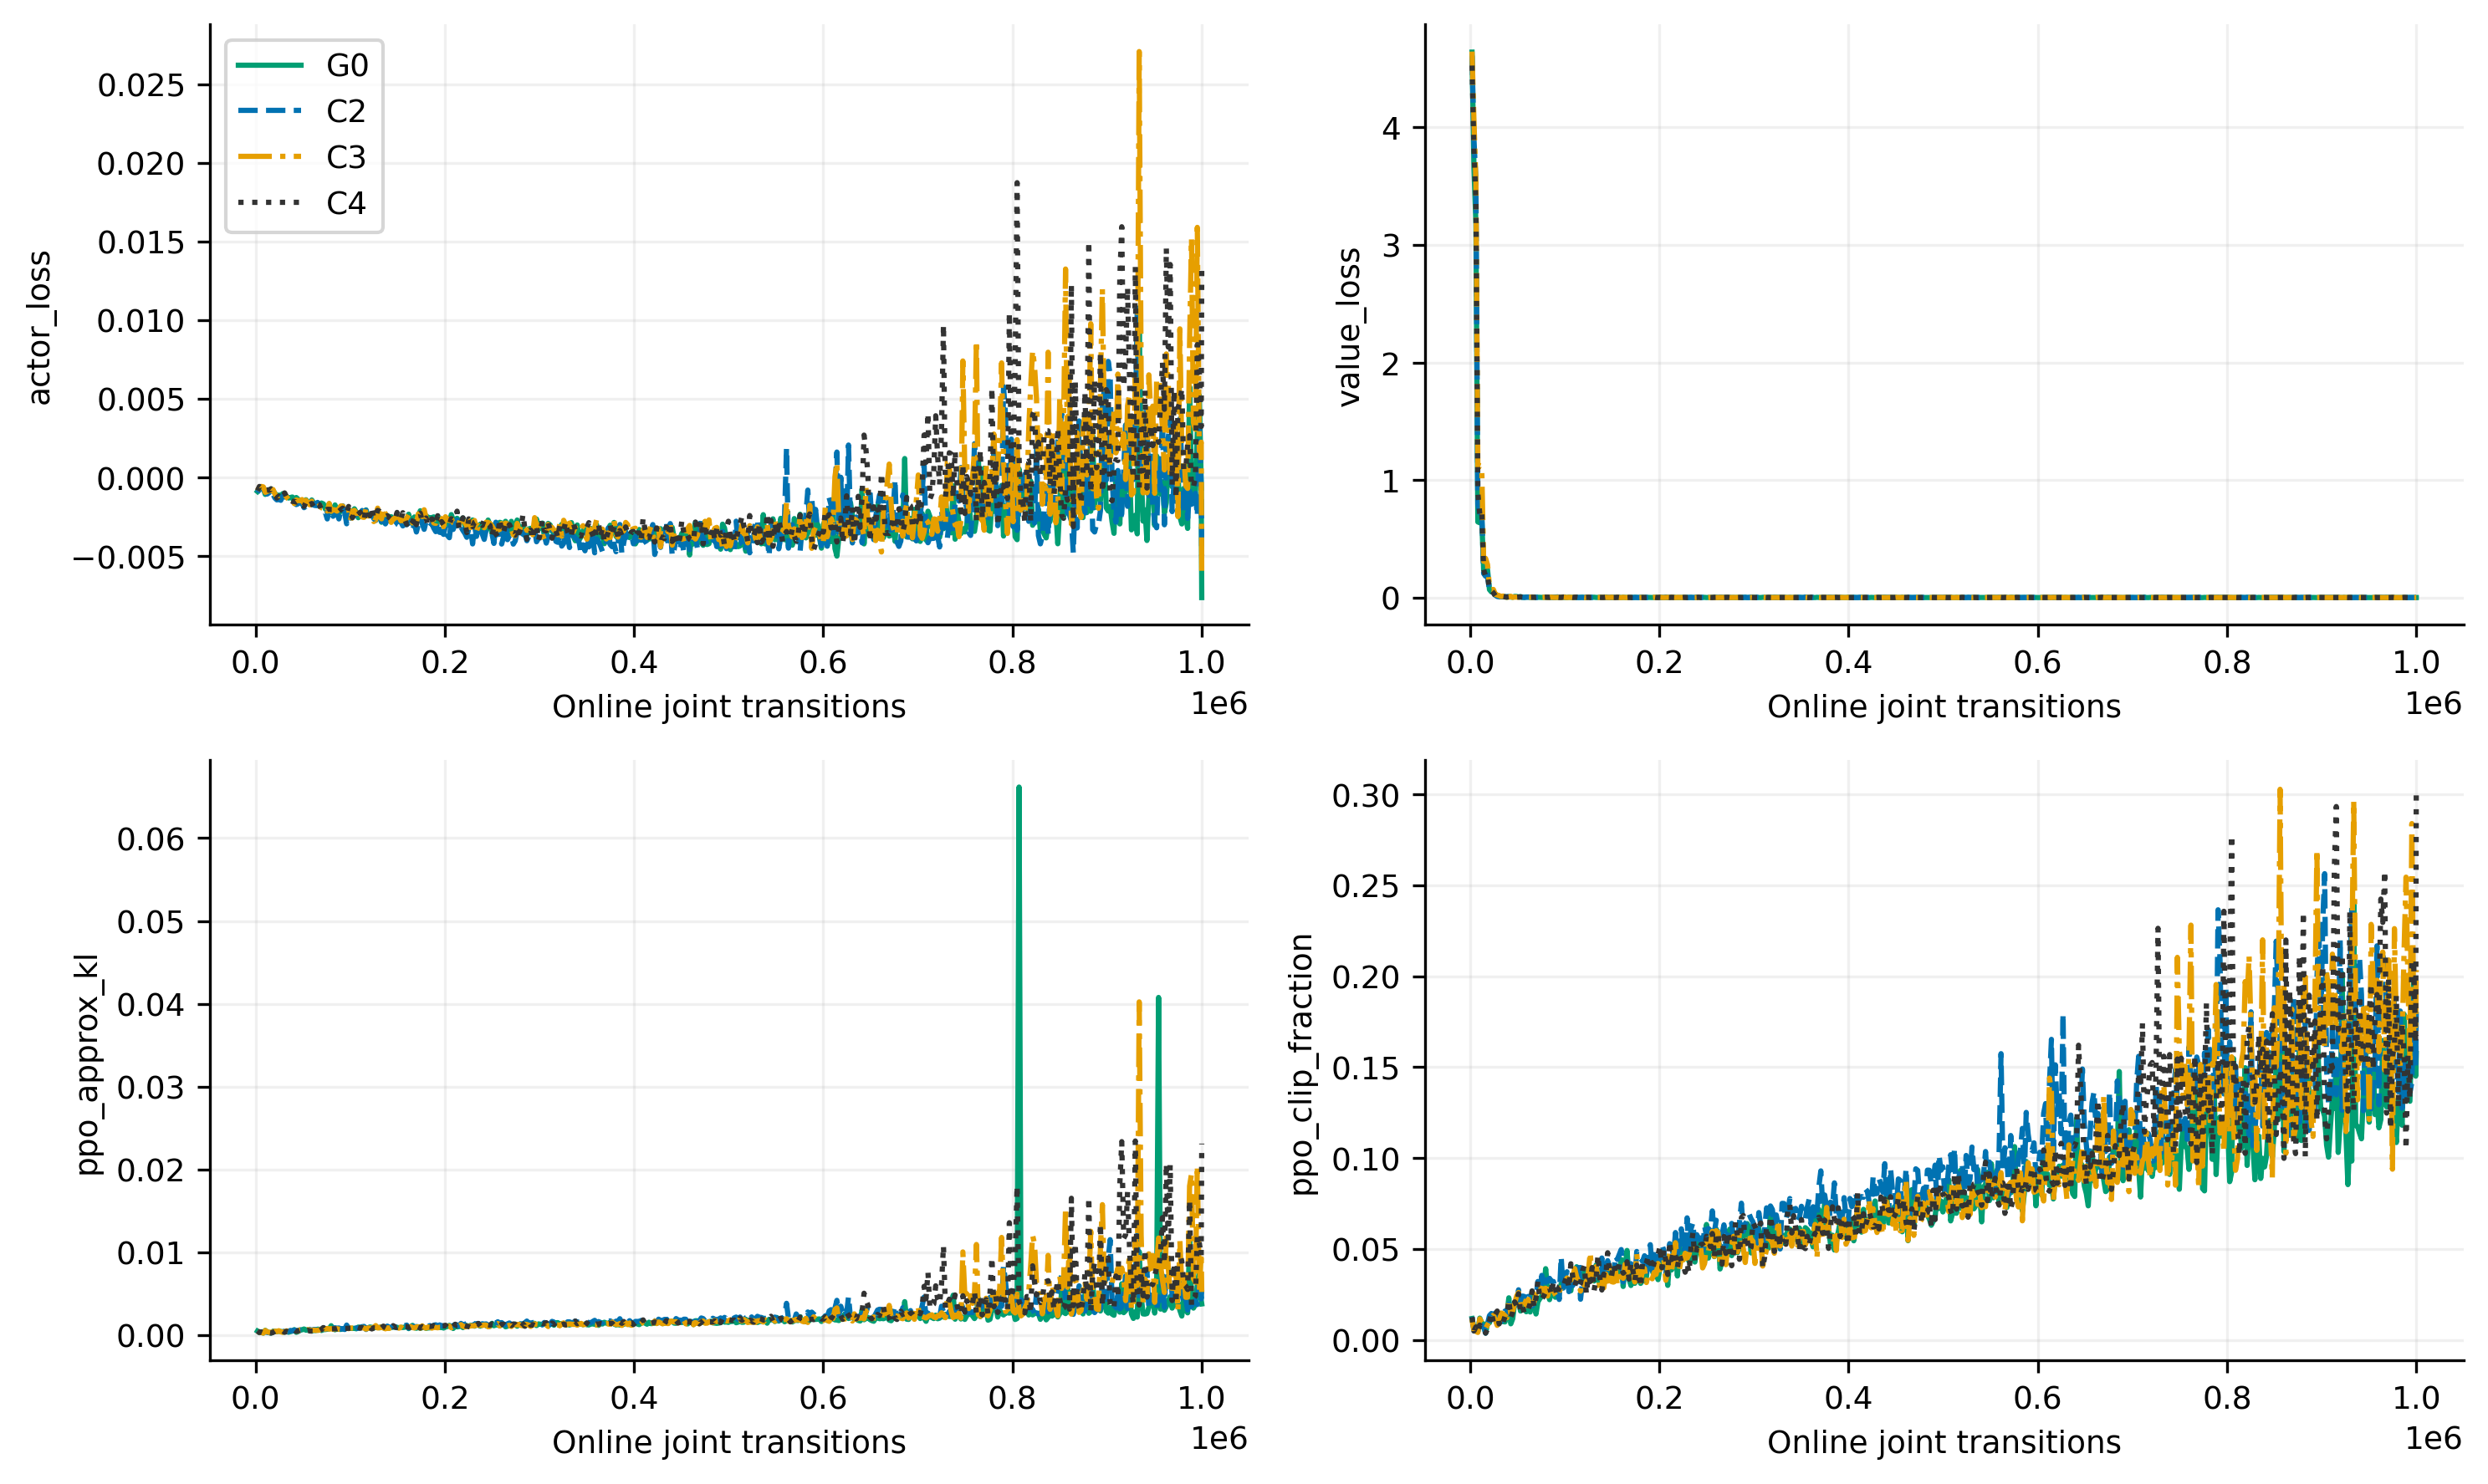 actor_loss
0.025
0.020
0.015
0.010
0.005
0.000
−0.005
G0
C2
C3
C4
0.0 0.2 0.4 0.6 0.8 1.0
Online joint transitions
1e6
value_loss
4
3
2
1
0
0.0 0.2 0.4 0.6 0.8 1.0
Online joint transitions
1e6
ppo_approx_kl
0.06
0.05
0.04
0.03
0.02
0.01
0.00
0.0 0.2 0.4 0.6 0.8 1.0
Online joint transitions
1e6
ppo_clip_fraction
0.30
0.25
0.20
0.15
0.10
0.05
0.00
0.0 0.2 0.4 0.6 0.8 1.0
Online joint transitions
1e6